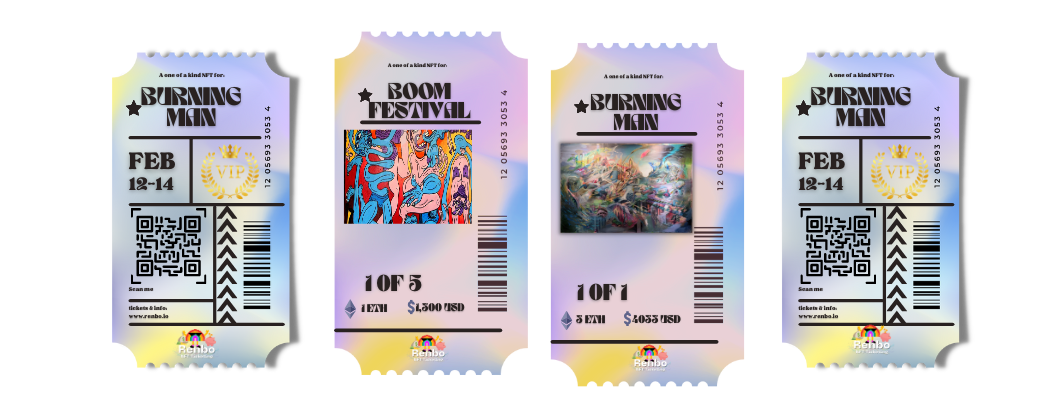 A one of a kind NFT for:
BURNING
MAN
FEB
12-14
VIP
12 05693 3053 4
Scan me
tickets & info:
www.renbo.io
Renbo
A one of a kind NFT for:
BOOM
FESTIVAL
12 05693 3053 4
1 OF 5
1 ETH
$1,500 USD
Renbo
A one of a kind NFT for:
BURNING
MAN
12 05693 3053 4
1 OF 1
3 ETH
$4055 USD
Renbo
A one of a kind NFT for:
BURNING
MAN
FEB
12-14
VIP
12 05693 3053 4
Scan me
tickets & info:
www.renbo.io
Renbo